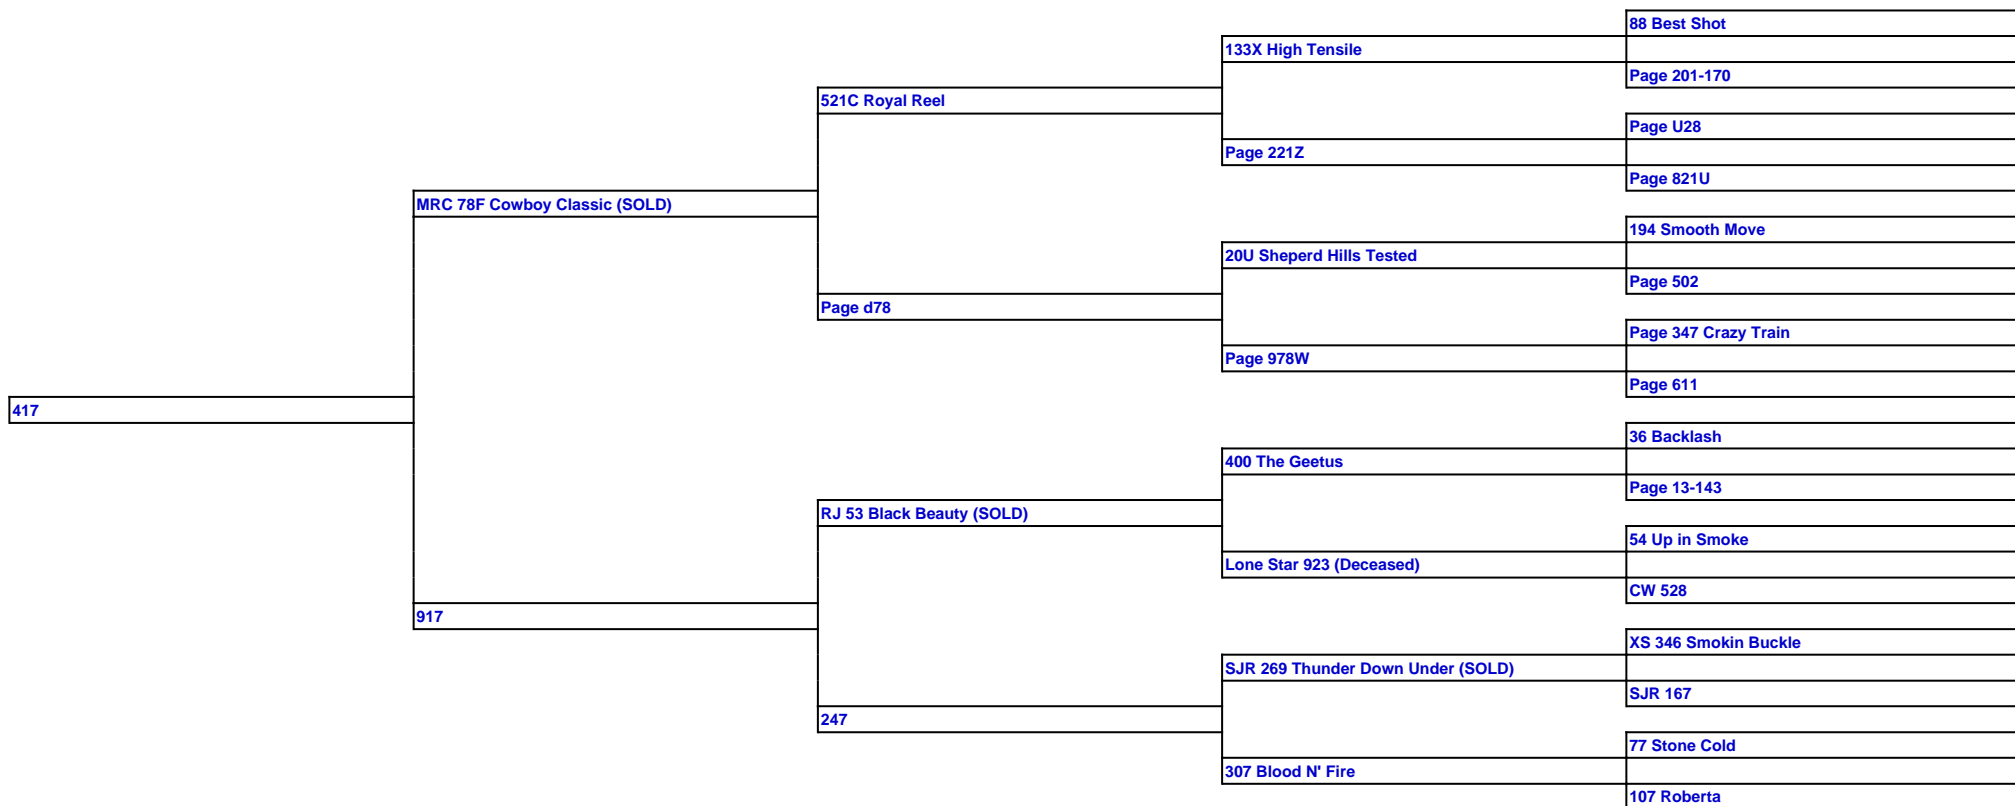 88 Best Shot
133X High Tensile
Page 201-170
521C Royal Reel
Page U28
Page 221Z
Page 821U
MRC 78F Cowboy Classic (SOLD)
194 Smooth Move
20U Sheperd Hills Tested
Page 502
Page d78
Page 347 Crazy Train
Page 978W
Page 611
417
36 Backlash
400 The Geetus
Page 13-143
RJ 53 Black Beauty (SOLD)
54 Up in Smoke
Lone Star 923 (Deceased)
CW 528
917
XS 346 Smokin Buckle
SJR 269 Thunder Down Under (SOLD)
SJR 167
247
77 Stone Cold
307 Blood N' Fire
107 Roberta